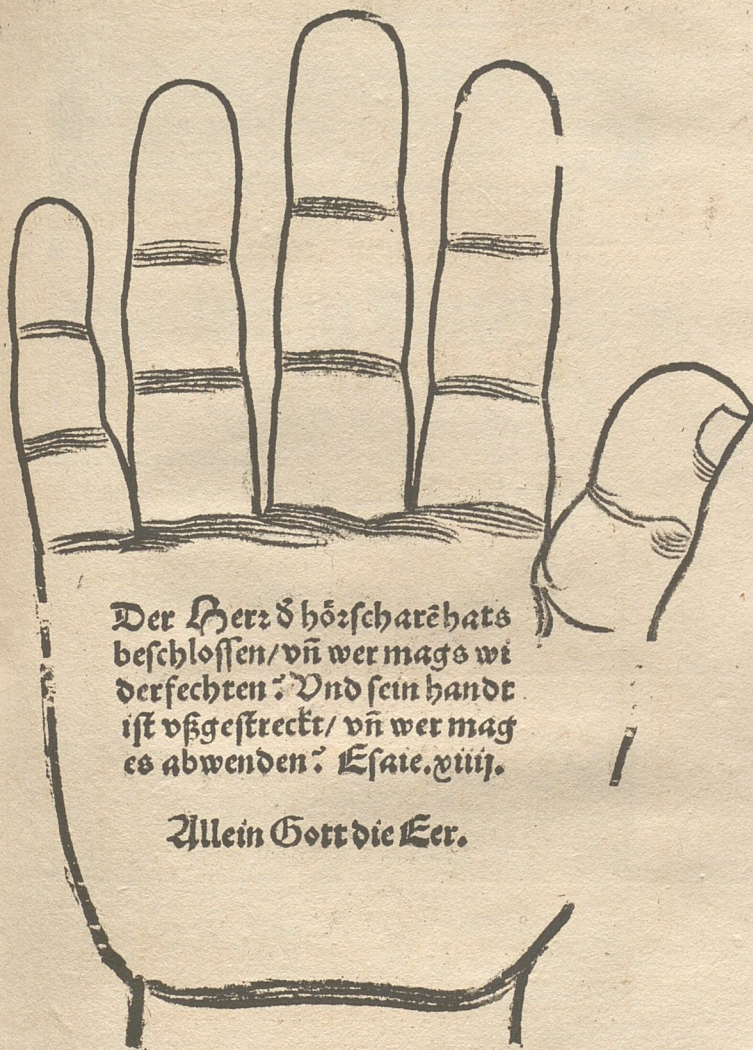 Der Herr d̕ hörscharē hats
beschlossen/ vñ wer mags wi
derfechten? Vnd sein handt
ist vßgestreckt/ vñ wer mag
es abwenden? Esaie.xiiij.
Allein Gott die Eer.